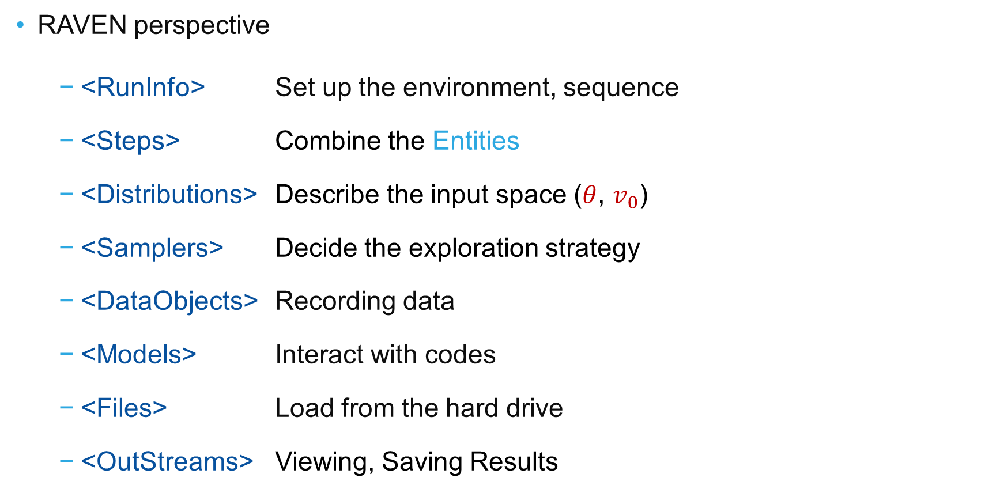 • RAVEN perspective
– <RunInfo> Set up the environment, sequence
– <Steps> Combine the Entities
– <Distributions> Describe the input space (θ, v₀)
– <Samplers> Decide the exploration strategy
– <DataObjects> Recording data
– <Models> Interact with codes
– <Files> Load from the hard drive
– <OutStreams> Viewing, Saving Results